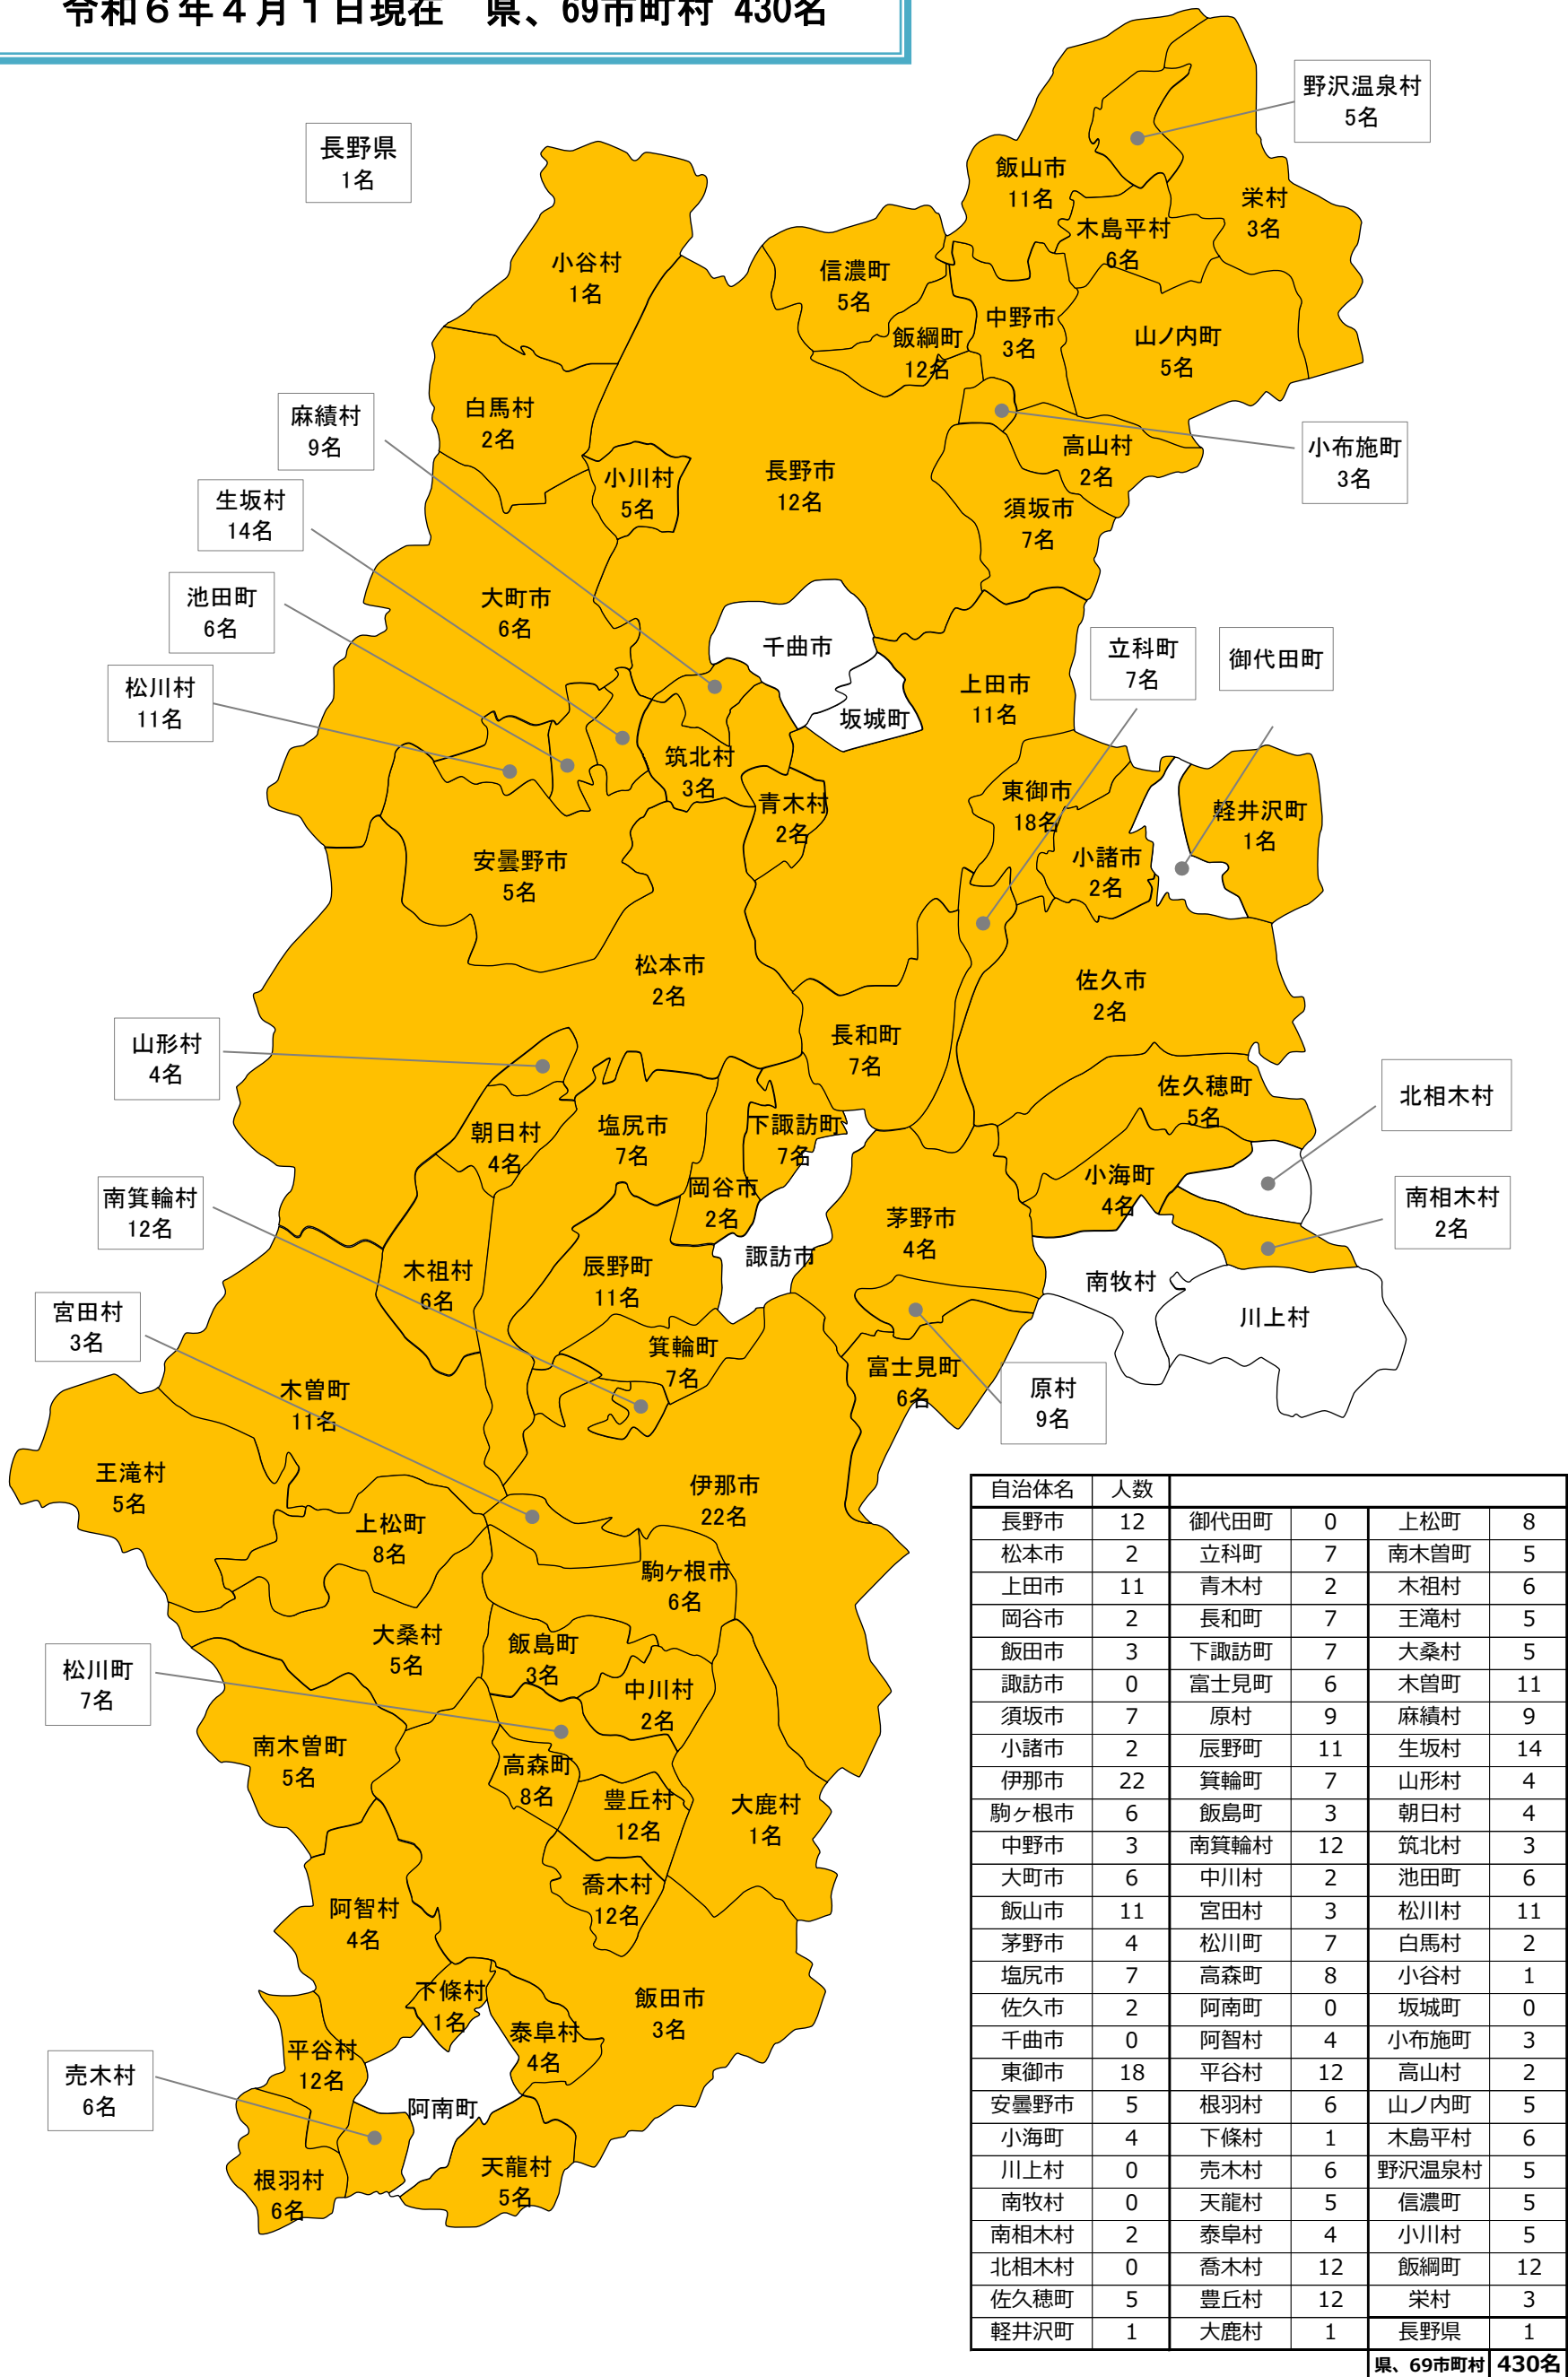 令和６年４月１日現在　県、69市町村 430名
野沢温泉村
5名
長野県
1名
飯山市
11名
栄村
3名
木島平村
6名
小谷村
1名
信濃町
5名
飯綱町
12名
中野市
3名
山ノ内町
5名
麻績村
9名
白馬村
2名
小布施町
3名
高山村
2名
小川村
5名
長野市
12名
須坂市
7名
生坂村
14名
池田町
6名
大町市
6名
千曲市
立科町
7名
御代田町
松川村
11名
坂城町
上田市
11名
筑北村
3名
青木村
2名
東御市
18名
軽井沢町
1名
小諸市
2名
安曇野市
5名
松本市
2名
佐久市
2名
長和町
7名
山形村
4名
北相木村
佐久穂町
5名
朝日村
4名
塩尻市
7名
下諏訪町
7名
小海町
4名
南相木村
2名
南箕輪村
12名
岡谷市
2名
茅野市
4名
諏訪市
木祖村
6名
辰野町
11名
南牧村
川上村
宮田村
3名
箕輪町
7名
富士見町
6名
原村
9名
木曽町
11名
王滝村
5名
伊那市
22名
上松町
8名
駒ヶ根市
6名
大桑村
5名
飯島町
3名
松川町
7名
中川村
2名
南木曽町
5名
高森町
8名
豊丘村
12名
大鹿村
1名
喬木村
12名
阿智村
4名
下條村
1名
飯田市
3名
泰阜村
4名
平谷村
12名
売木村
6名
阿南町
天龍村
5名
根羽村
6名
自治体名 人数
長野市 12 御代田町 0 上松町 8
松本市 2 立科町 7 南木曽町 5
上田市 11 青木村 2 木祖村 6
岡谷市 2 長和町 7 王滝村 5
飯田市 3 下諏訪町 7 大桑村 5
諏訪市 0 富士見町 6 木曽町 11
須坂市 7 原村 9 麻績村 9
小諸市 2 辰野町 11 生坂村 14
伊那市 22 箕輪町 7 山形村 4
駒ヶ根市 6 飯島町 3 朝日村 4
中野市 3 南箕輪村 12 筑北村 3
大町市 6 中川村 2 池田町 6
飯山市 11 宮田村 3 松川村 11
茅野市 4 松川町 7 白馬村 2
塩尻市 7 高森町 8 小谷村 1
佐久市 2 阿南町 0 坂城町 0
千曲市 0 阿智村 4 小布施町 3
東御市 18 平谷村 12 高山村 2
安曇野市 5 根羽村 6 山ノ内町 5
小海町 4 下條村 1 木島平村 6
川上村 0 売木村 6 野沢温泉村 5
南牧村 0 天龍村 5 信濃町 5
南相木村 2 泰阜村 4 小川村 5
北相木村 0 喬木村 12 飯綱町 12
佐久穂町 5 豊丘村 12 栄村 3
軽井沢町 1 大鹿村 1 長野県 1
県、69市町村 430名